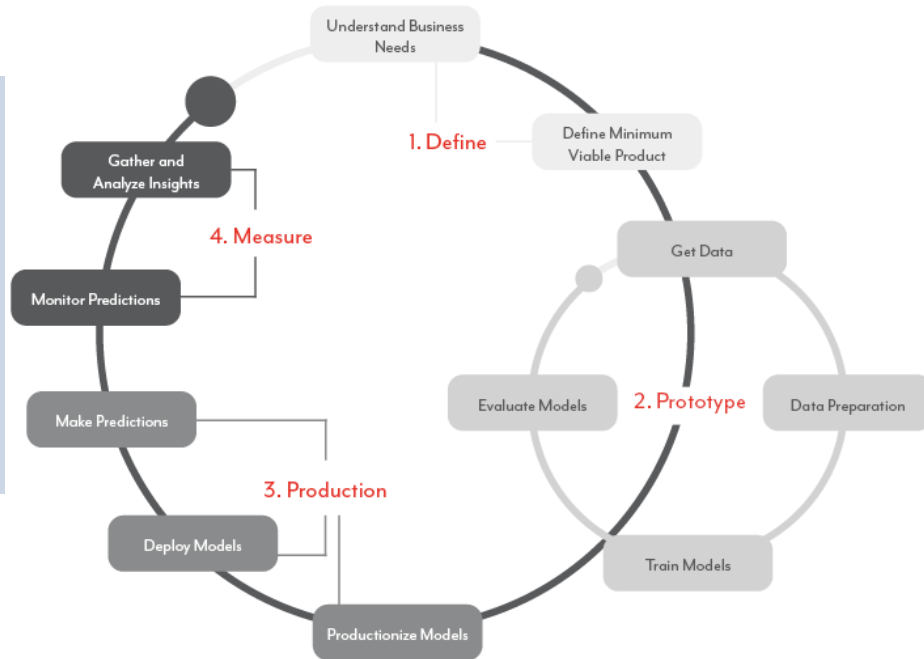 Understand Business
Needs
1. Define
Define Minimum
Viable Product
Gather and
Analyze Insights
4. Measure
Get Data
Monitor Predictions
Evaluate Models
2. Prototype
Data Preparation
Make Predictions
3. Production
Deploy Models
Train Models
Productionize Models